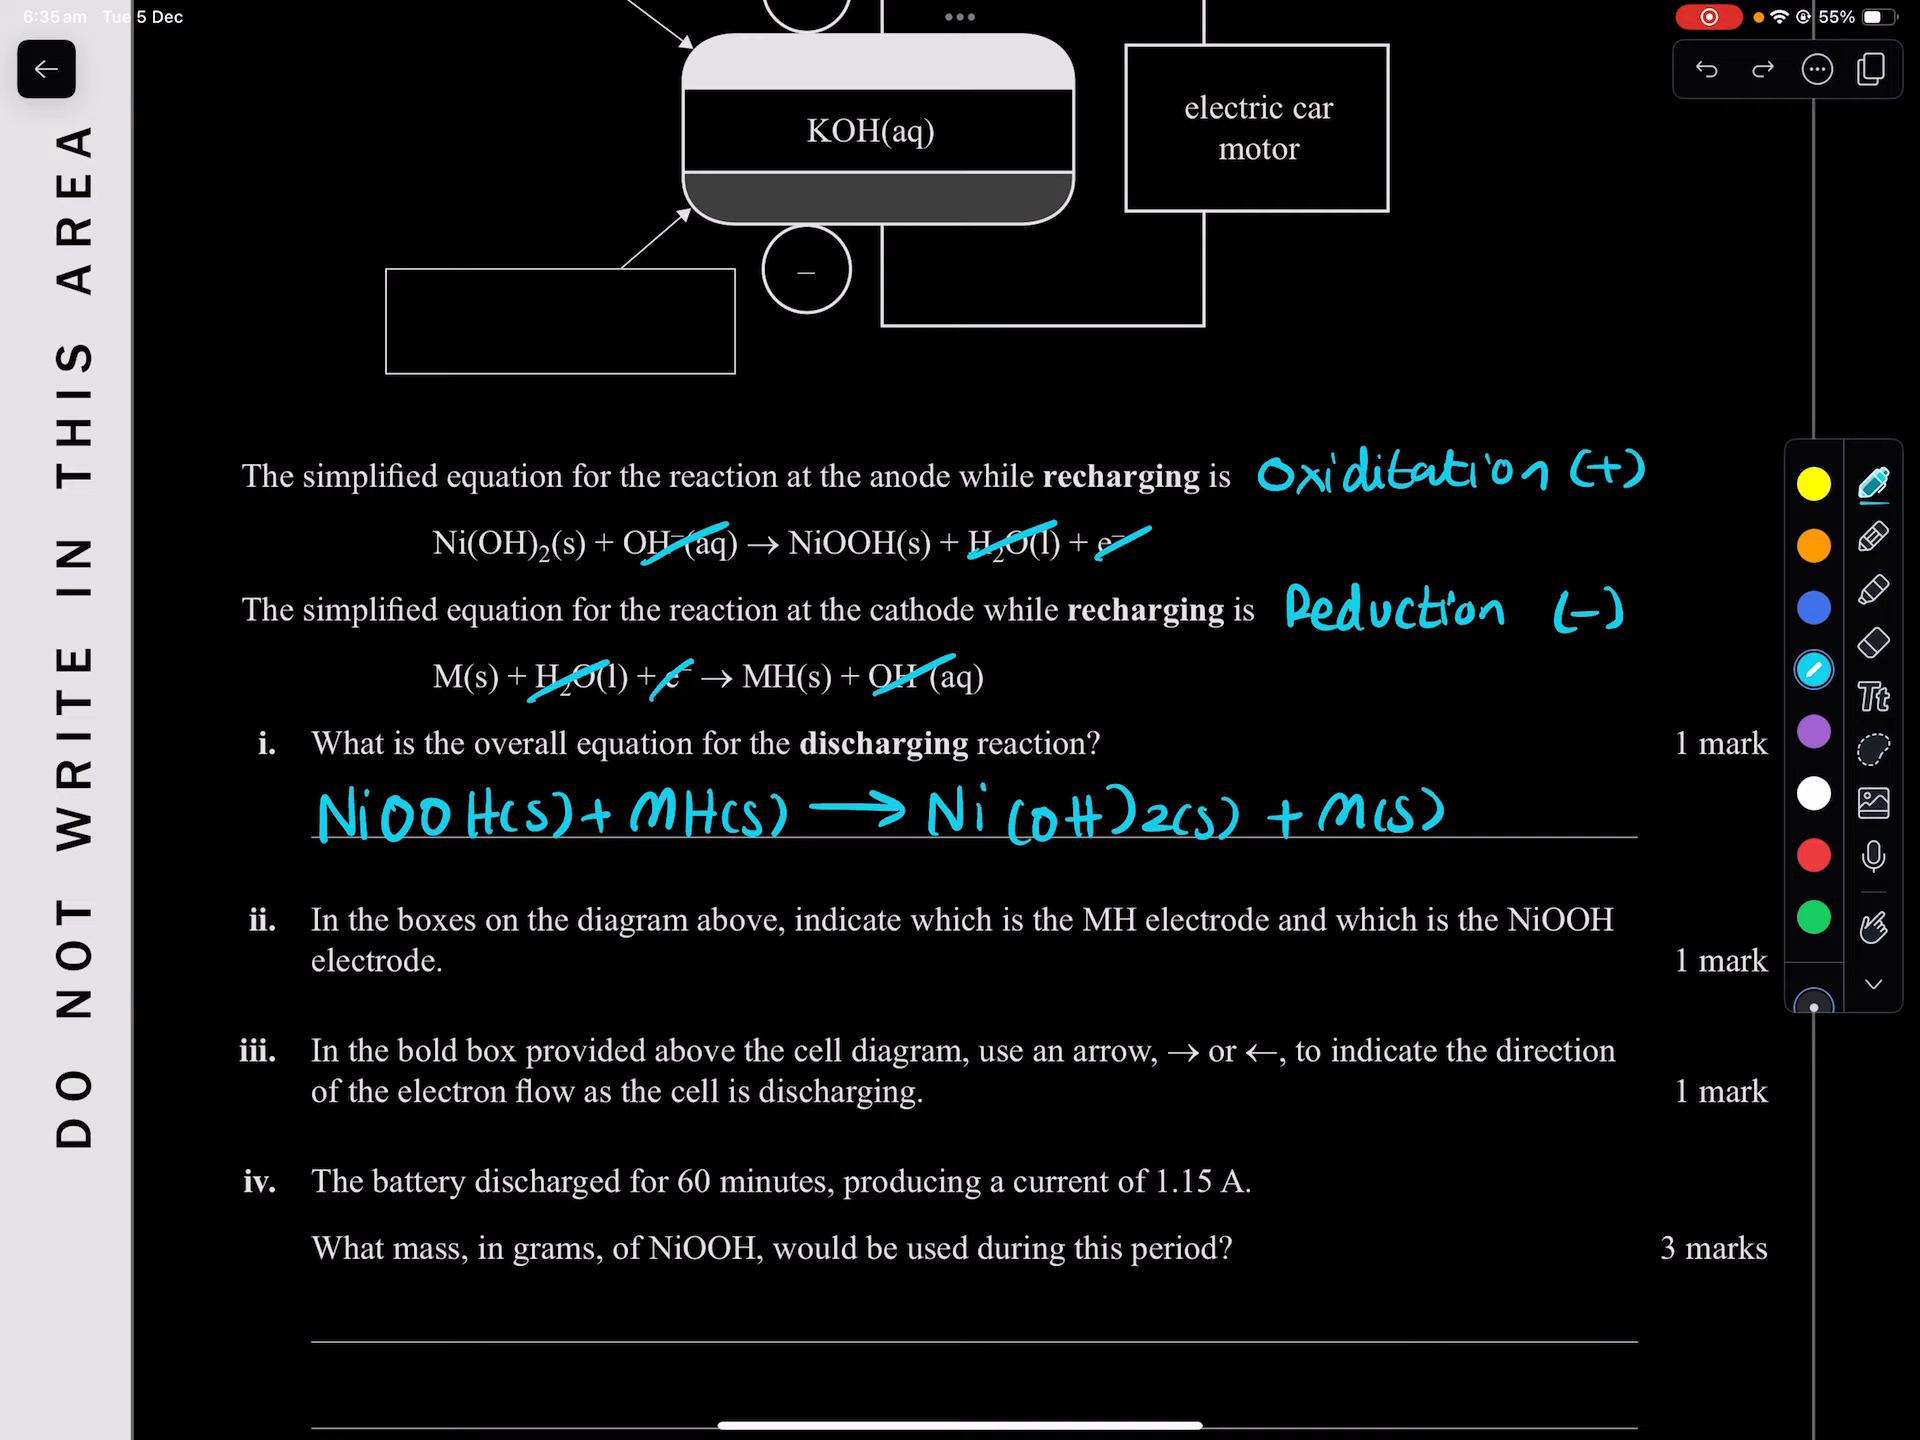 6:35 am Tue 5 Dec
55%
DO NOT WRITE IN THIS AREA
KOH(aq)
electric car
motor
–
The simplified equation for the reaction at the anode while recharging is Oxiditation (+)
Ni(OH)₂(s) + OH⁻(aq) → NiOOH(s) + H₂O(l) + e⁻
The simplified equation for the reaction at the cathode while recharging is Reduction (-)
M(s) + H₂O(l) + e⁻ → MH(s) + OH⁻(aq)
i. What is the overall equation for the discharging reaction? 1 mark
NiOOH(s) + MH(s) → Ni(OH)2(s) + M(s)
ii. In the boxes on the diagram above, indicate which is the MH electrode and which is the NiOOH
electrode. 1 mark
iii. In the bold box provided above the cell diagram, use an arrow, → or ←, to indicate the direction
of the electron flow as the cell is discharging. 1 mark
iv. The battery discharged for 60 minutes, producing a current of 1.15 A.
What mass, in grams, of NiOOH, would be used during this period? 3 marks
Tt